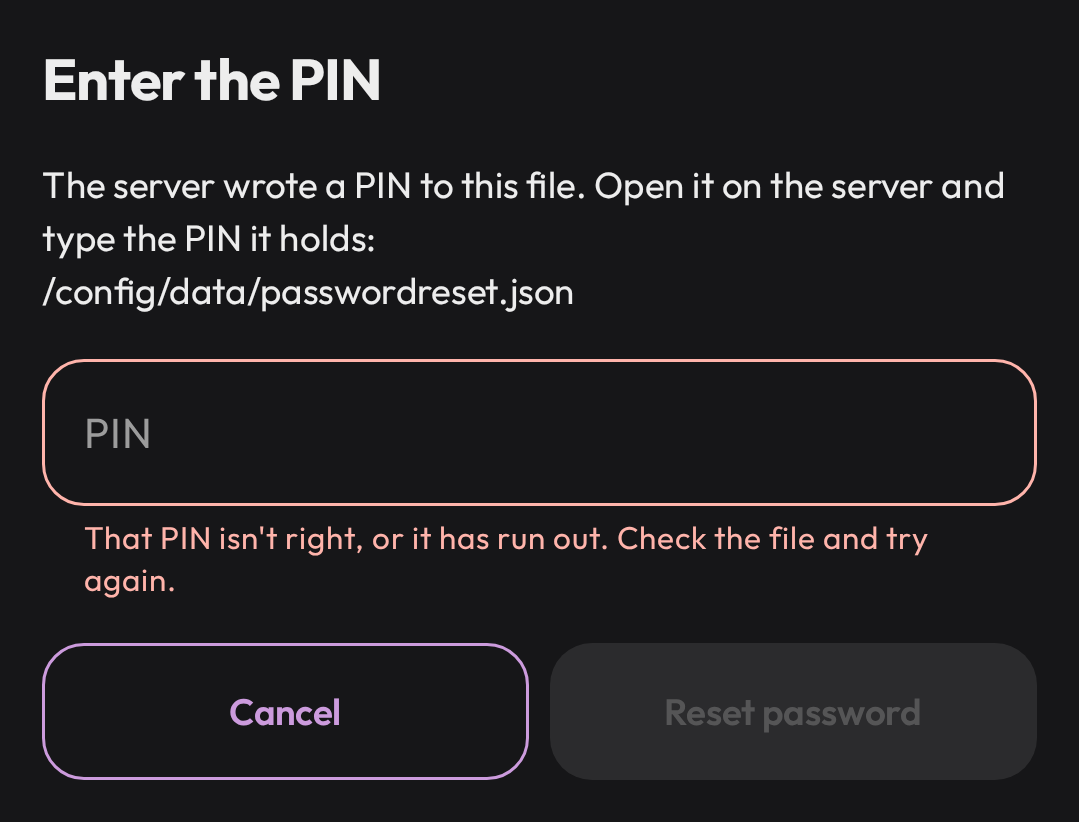 Enter the PIN
The server wrote a PIN to this file. Open it on the server and
type the PIN it holds:
/config/data/passwordreset.json
PIN
That PIN isn't right, or it has run out. Check the file and try
again.
Cancel
Reset password